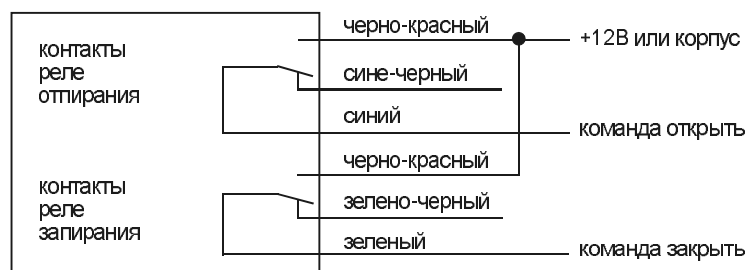 черно-красный
+12В или корпус
контакты
реле
отпирания
сине-черный
синий
команда открыть
черно-красный
контакты
реле
запирания
зелено-черный
зеленый
команда закрыть